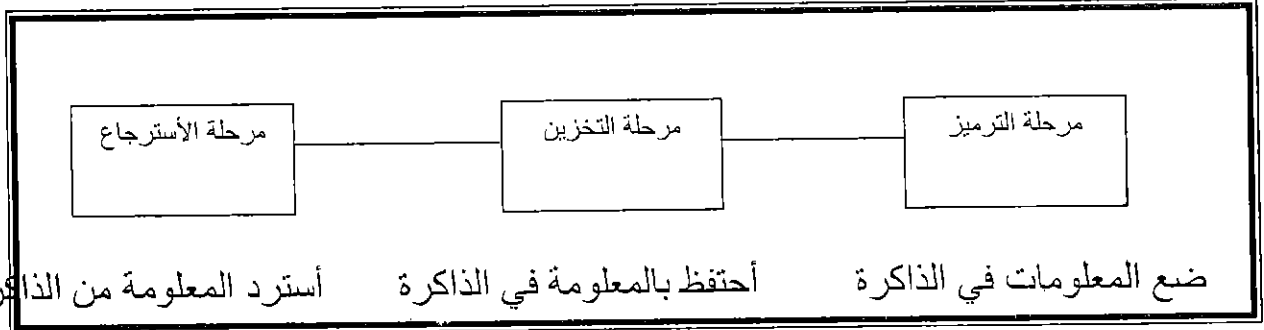 مرحلة الترميز
مرحلة التخزين
مرحلة الأسترجاع
ضع المعلومات في الذاكرة
أحتفظ بالمعلومة في الذاكرة
أسترد المعلومة من